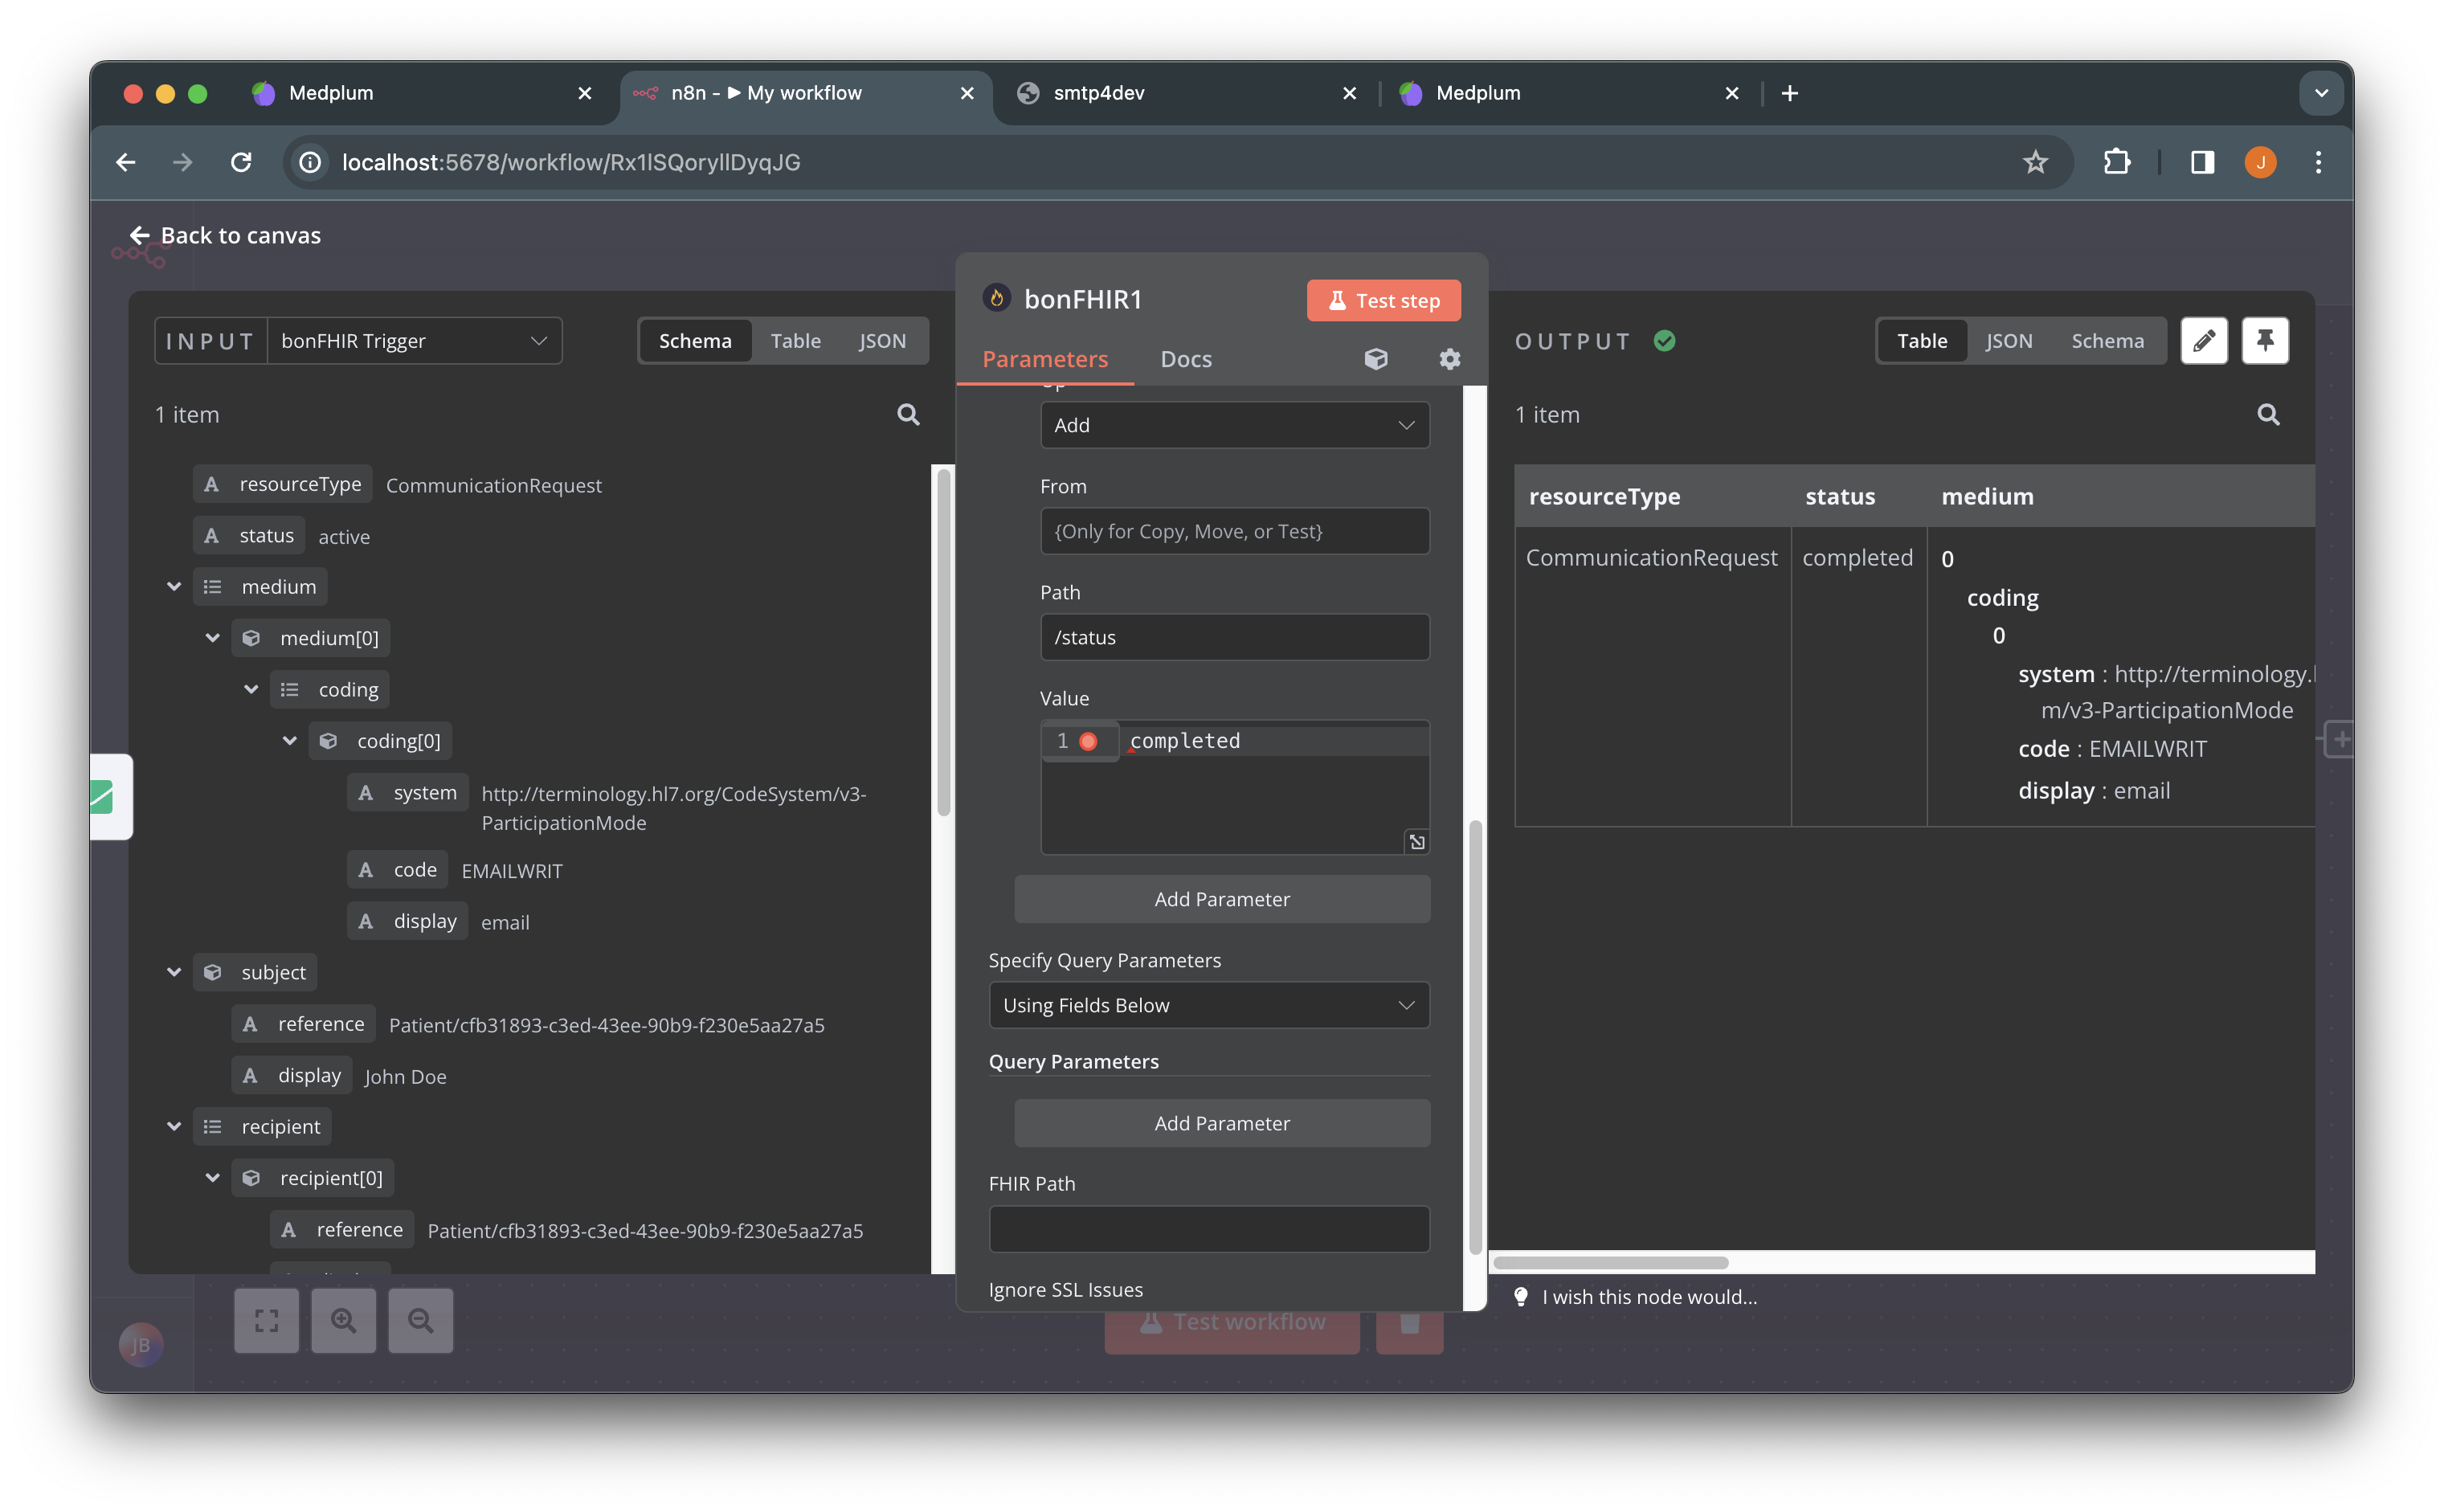 Medplum
n8n - ▶ My workflow
smtp4dev
Medplum
localhost:5678/workflow/Rx1lSQoryllDyqJG
J
Back to canvas
INPUT
bonFHIR Trigger
Schema
Table
JSON
1 item
A resourceType CommunicationRequest
A status active
medium
medium[0]
coding
coding[0]
A system http://terminology.hl7.org/CodeSystem/v3-
ParticipationMode
A code EMAILWRIT
A display email
subject
A reference Patient/cfb31893-c3ed-43ee-90b9-f230e5aa27a5
A display John Doe
recipient
recipient[0]
A reference Patient/cfb31893-c3ed-43ee-90b9-f230e5aa27a5
bonFHIR1
Test step
Parameters
Docs
Add
From
{Only for Copy, Move, or Test}
Path
/status
Value
1 completed
Add Parameter
Specify Query Parameters
Using Fields Below
Query Parameters
Add Parameter
FHIR Path
Ignore SSL Issues
OUTPUT
Table
JSON
Schema
1 item
resourceType status medium
CommunicationRequest completed 0
coding
0
system : http://terminology.
m/v3-ParticipationMode
code : EMAILWRIT
display : email
I wish this node would...
JB
Test workflow